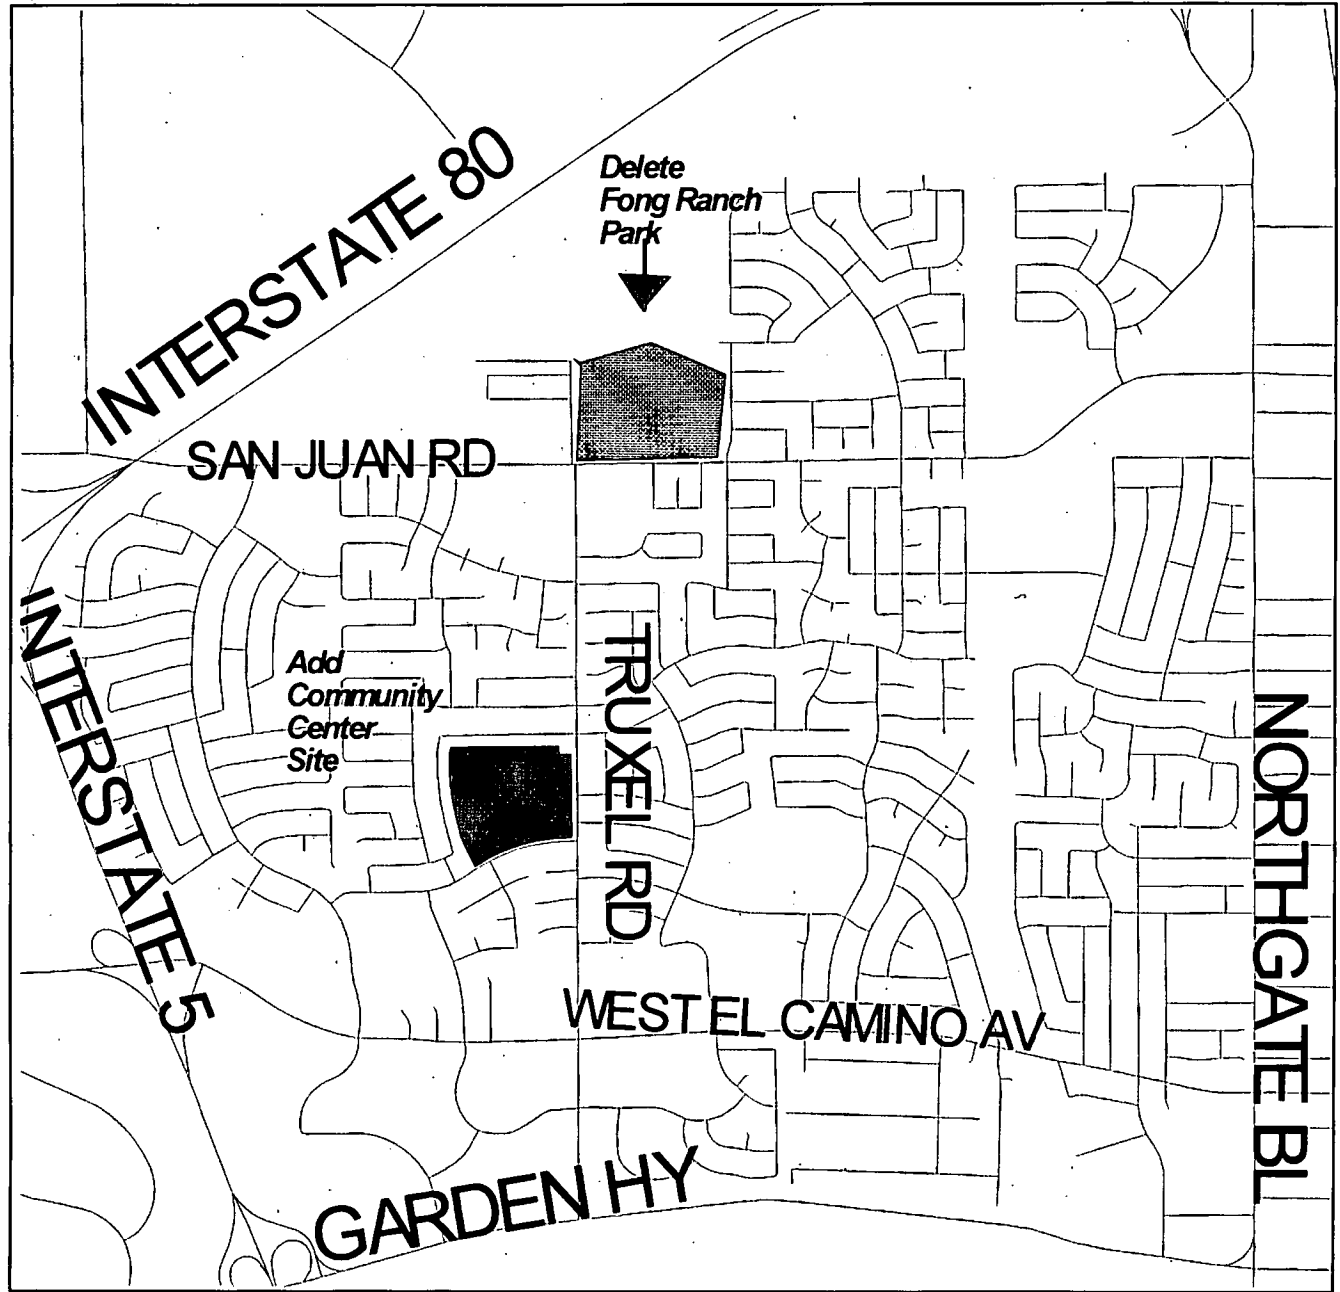 Delete
Fong Ranch
Park
INTERSTATE 80
SAN JUAN RD
INTERSTATE 5
Add
Community
Center
Site
TRUXEL RD
NORTHGATE BL
WEST EL CAMINO AV
GARDEN HY